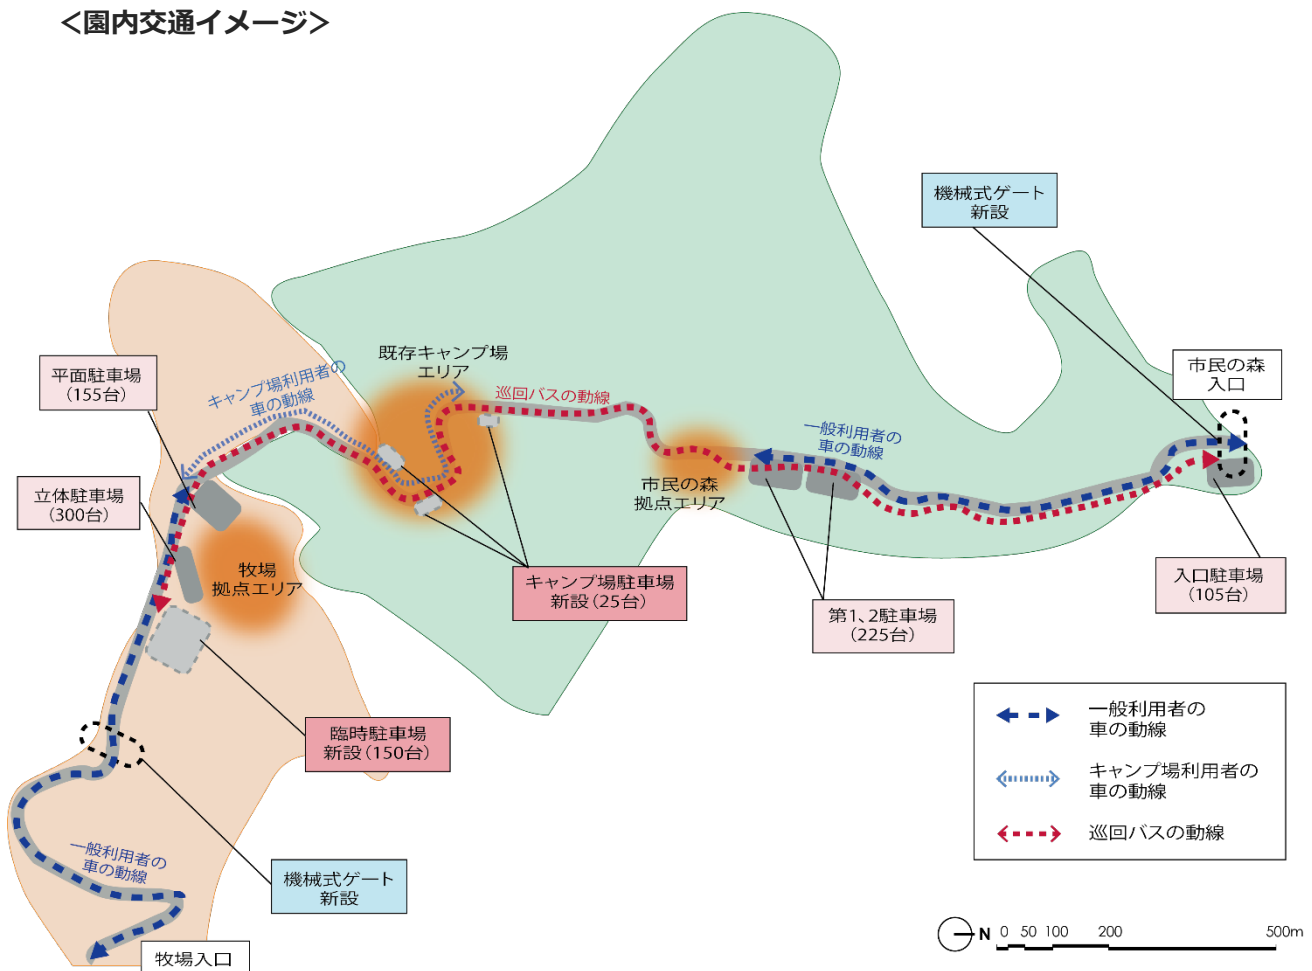 ＜園内交通イメージ＞
機械式ゲート
新設
市民の森
入口
既存キャンプ場
エリア
平面駐車場
(155台)
キャンプ場利用者の
車の動線
巡回バスの動線
一般利用者の
車の動線
市民の森
拠点エリア
立体駐車場
(300台)
牧場
拠点エリア
キャンプ場駐車場
新設(25台)
第1、2駐車場
(225台)
入口駐車場
(105台)
臨時駐車場
新設(150台)
一般利用者の
車の動線
機械式ゲート
新設
牧場入口
一般利用者の
車の動線
キャンプ場利用者の
車の動線
巡回バスの動線
N 0 50 100 200 500m